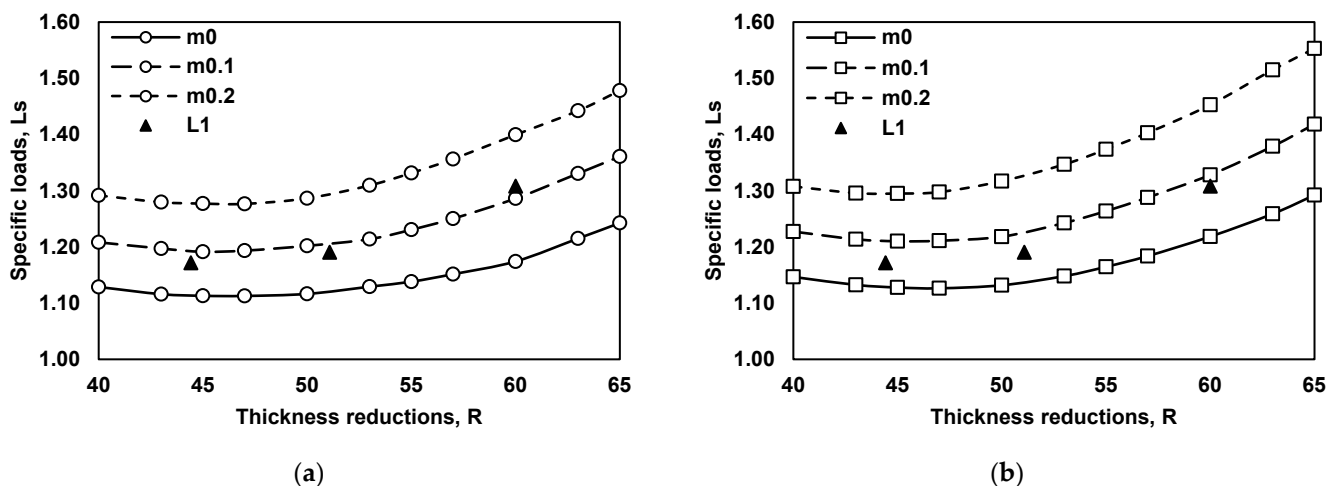 1.60
1.50
1.40
1.30
1.20
1.10
1.00
Specific loads, Ls
m0
m0.1
m0.2
L1
40 45 50 55 60 65
Thickness reductions, R
(a)
1.60
1.50
1.40
1.30
1.20
1.10
1.00
Specific loads, Ls
m0
m0.1
m0.2
L1
40 45 50 55 60 65
Thickness reductions, R
(b)